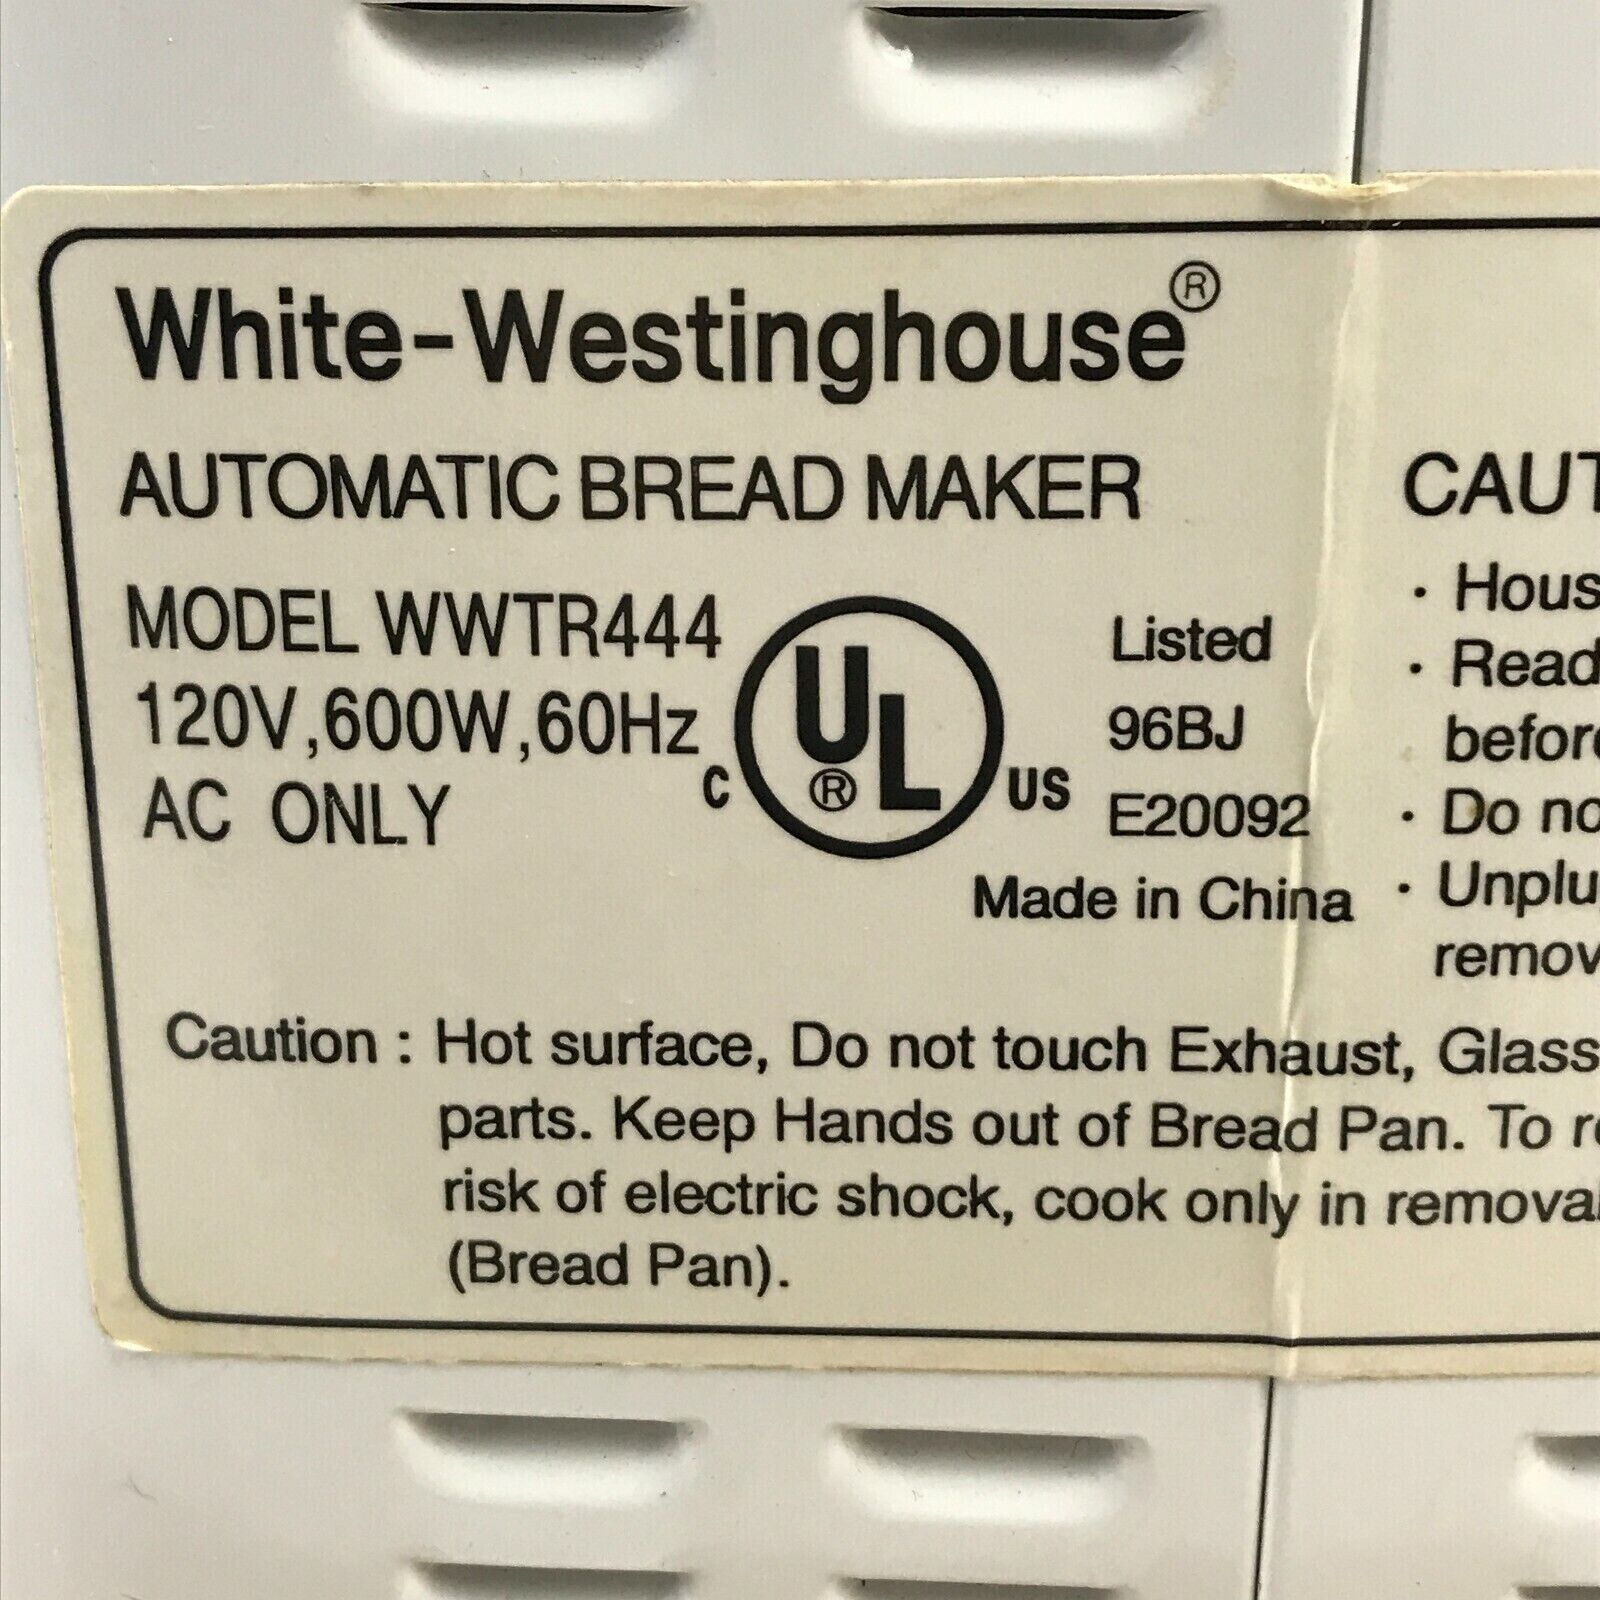 White-Westinghouse®
AUTOMATIC BREAD MAKER
MODEL WWTR444
120V,600W,60Hz
AC ONLY
C UL® US
Listed
96BJ
E20092
Made in China
Caution : Hot surface, Do not touch Exhaust, Glass
parts. Keep Hands out of Bread Pan. To
risk of electric shock, cook only in
(Bread Pan).
· Read
· Do